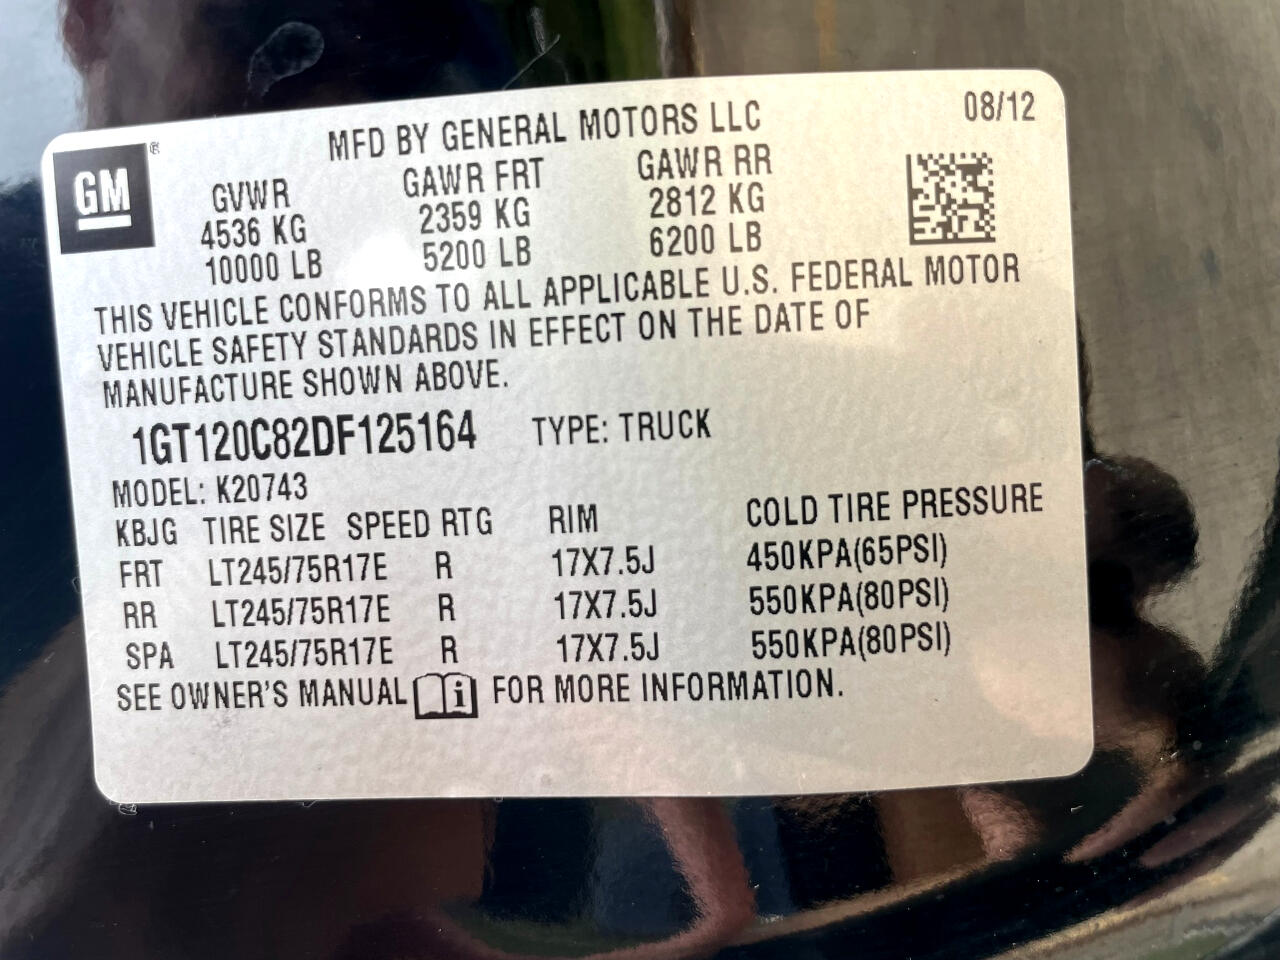 08/12
MFD BY GENERAL MOTORS LLC
GM ®
GVWR GAWR FRT GAWR RR
4536 KG 2359 KG 2812 KG
10000 LB 5200 LB 6200 LB
THIS VEHICLE CONFORMS TO ALL APPLICABLE U.S. FEDERAL MOTOR
VEHICLE SAFETY STANDARDS IN EFFECT ON THE DATE OF
MANUFACTURE SHOWN ABOVE.
1GT120C82DF125164 TYPE: TRUCK
MODEL: K20743
KBJG TIRE SIZE SPEED RTG RIM COLD TIRE PRESSURE
FRT LT245/75R17E R 17X7.5J 450KPA(65PSI)
RR LT245/75R17E R 17X7.5J 550KPA(80PSI)
SPA LT245/75R17E R 17X7.5J 550KPA(80PSI)
SEE OWNER'S MANUAL i FOR MORE INFORMATION.